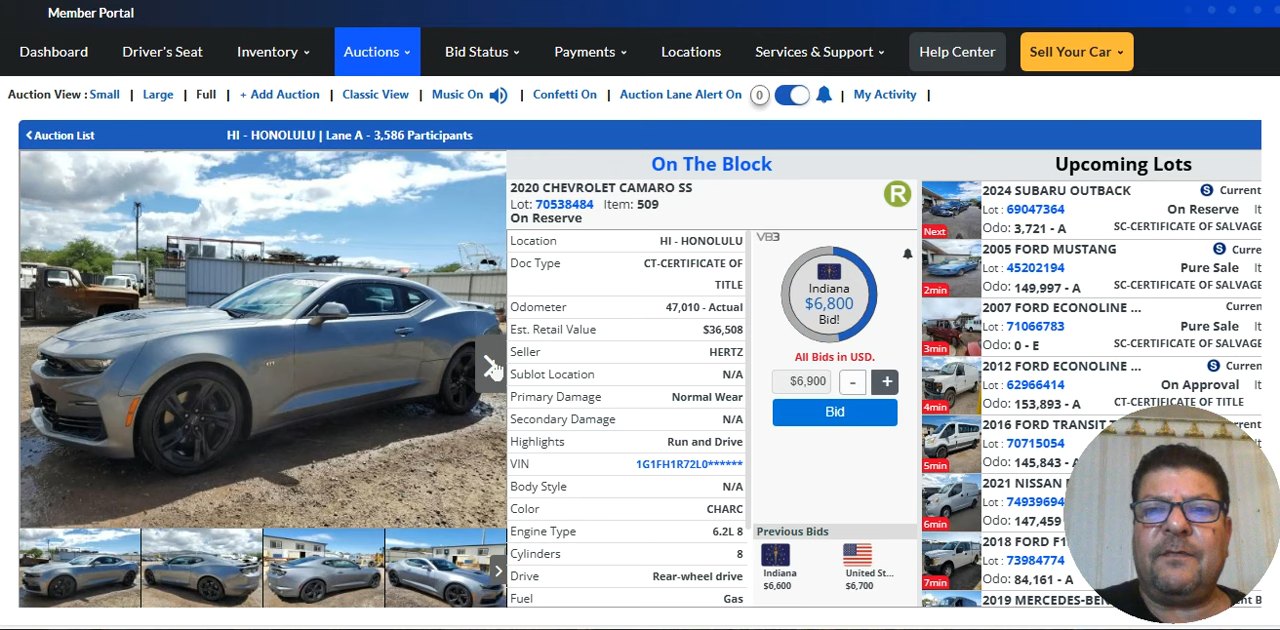 Member Portal
Dashboard Driver's Seat Inventory Auctions Bid Status Payments Locations Services & Support Help Center Sell Your Car
Auction View : Small | Large | Full | + Add Auction | Classic View | Music On | Confetti On | Auction Lane Alert On 0 | My Activity |
Auction List HI - HONOLULU | Lane A - 3,586 Participants
On The Block
2020 CHEVROLET CAMARO SS
Lot: 70538484 Item: 509
On Reserve
R
Location HI - HONOLULU
Doc Type CT-CERTIFICATE OF
TITLE
Odometer 47,010 - Actual
Est. Retail Value $36,508
Seller HERTZ
Sublot Location N/A
Primary Damage Normal Wear
Secondary Damage N/A
Highlights Run and Drive
VIN 1G1FH1R72L0******
Body Style N/A
Color CHARC
Engine Type 6.2L 8
Cylinders 8
Drive Rear-wheel drive
Fuel Gas
VB3
Indiana
$6,800
Bid!
All Bids in USD.
$6,900 - +
Bid
Previous Bids
Indiana
$6,600
United St...
$6,700
Upcoming Lots
2024 SUBARU OUTBACK S Current
Lot : 69047364 On Reserve It
Next Odo: 3,721 - A SC-CERTIFICATE OF SALVAGE
2005 FORD MUSTANG S Curre
Lot : 45202194 Pure Sale It
2min Odo: 149,997 - A SC-CERTIFICATE OF SALVAGE
2007 FORD ECONOLINE ... Curren
Lot : 71066783 Pure Sale It
3min Odo: 0 - E SC-CERTIFICATE OF SALVAGE
2012 FORD ECONOLINE ... S Curren
Lot : 62966414 On Approval It
4min Odo: 153,893 - A CT-CERTIFICATE OF TITLE
2016 FORD TRANSIT
Lot : 70715054
5min Odo: 145,843 - A
2021 NISSAN
Lot : 74939694
6min Odo: 147,459
2018 FORD F1
Lot : 73984774
7min Odo: 84,161 - A
2019 MERCEDES-BEN